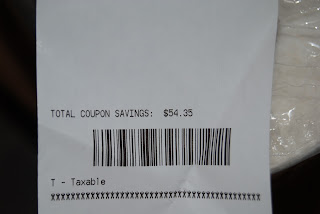 TOTAL COUPON SAVINGS: $54.35
T - Taxable